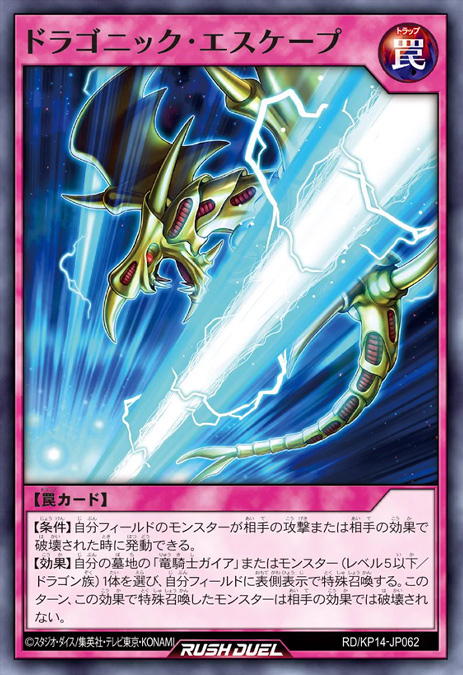 ドラゴニック・エスケープ
トラップ
罠
【罠カード】
【条件】自分フィールドのモンスターが相手の攻撃または相手の効果で
破壊された時に発動できる。
【効果】自分の墓地の「竜騎士ガイア」またはモンスター(レベル5以下/
ドラゴン族)1体を選び、自分フィールドに表側表示で特殊召喚する。この
ターン、この効果で特殊召喚したモンスターは相手の効果では破壊され
ない。
©スタジオ・ダイス/集英社・テレビ東京・KONAMI
RUSH DUEL
RD/KP14-JP062